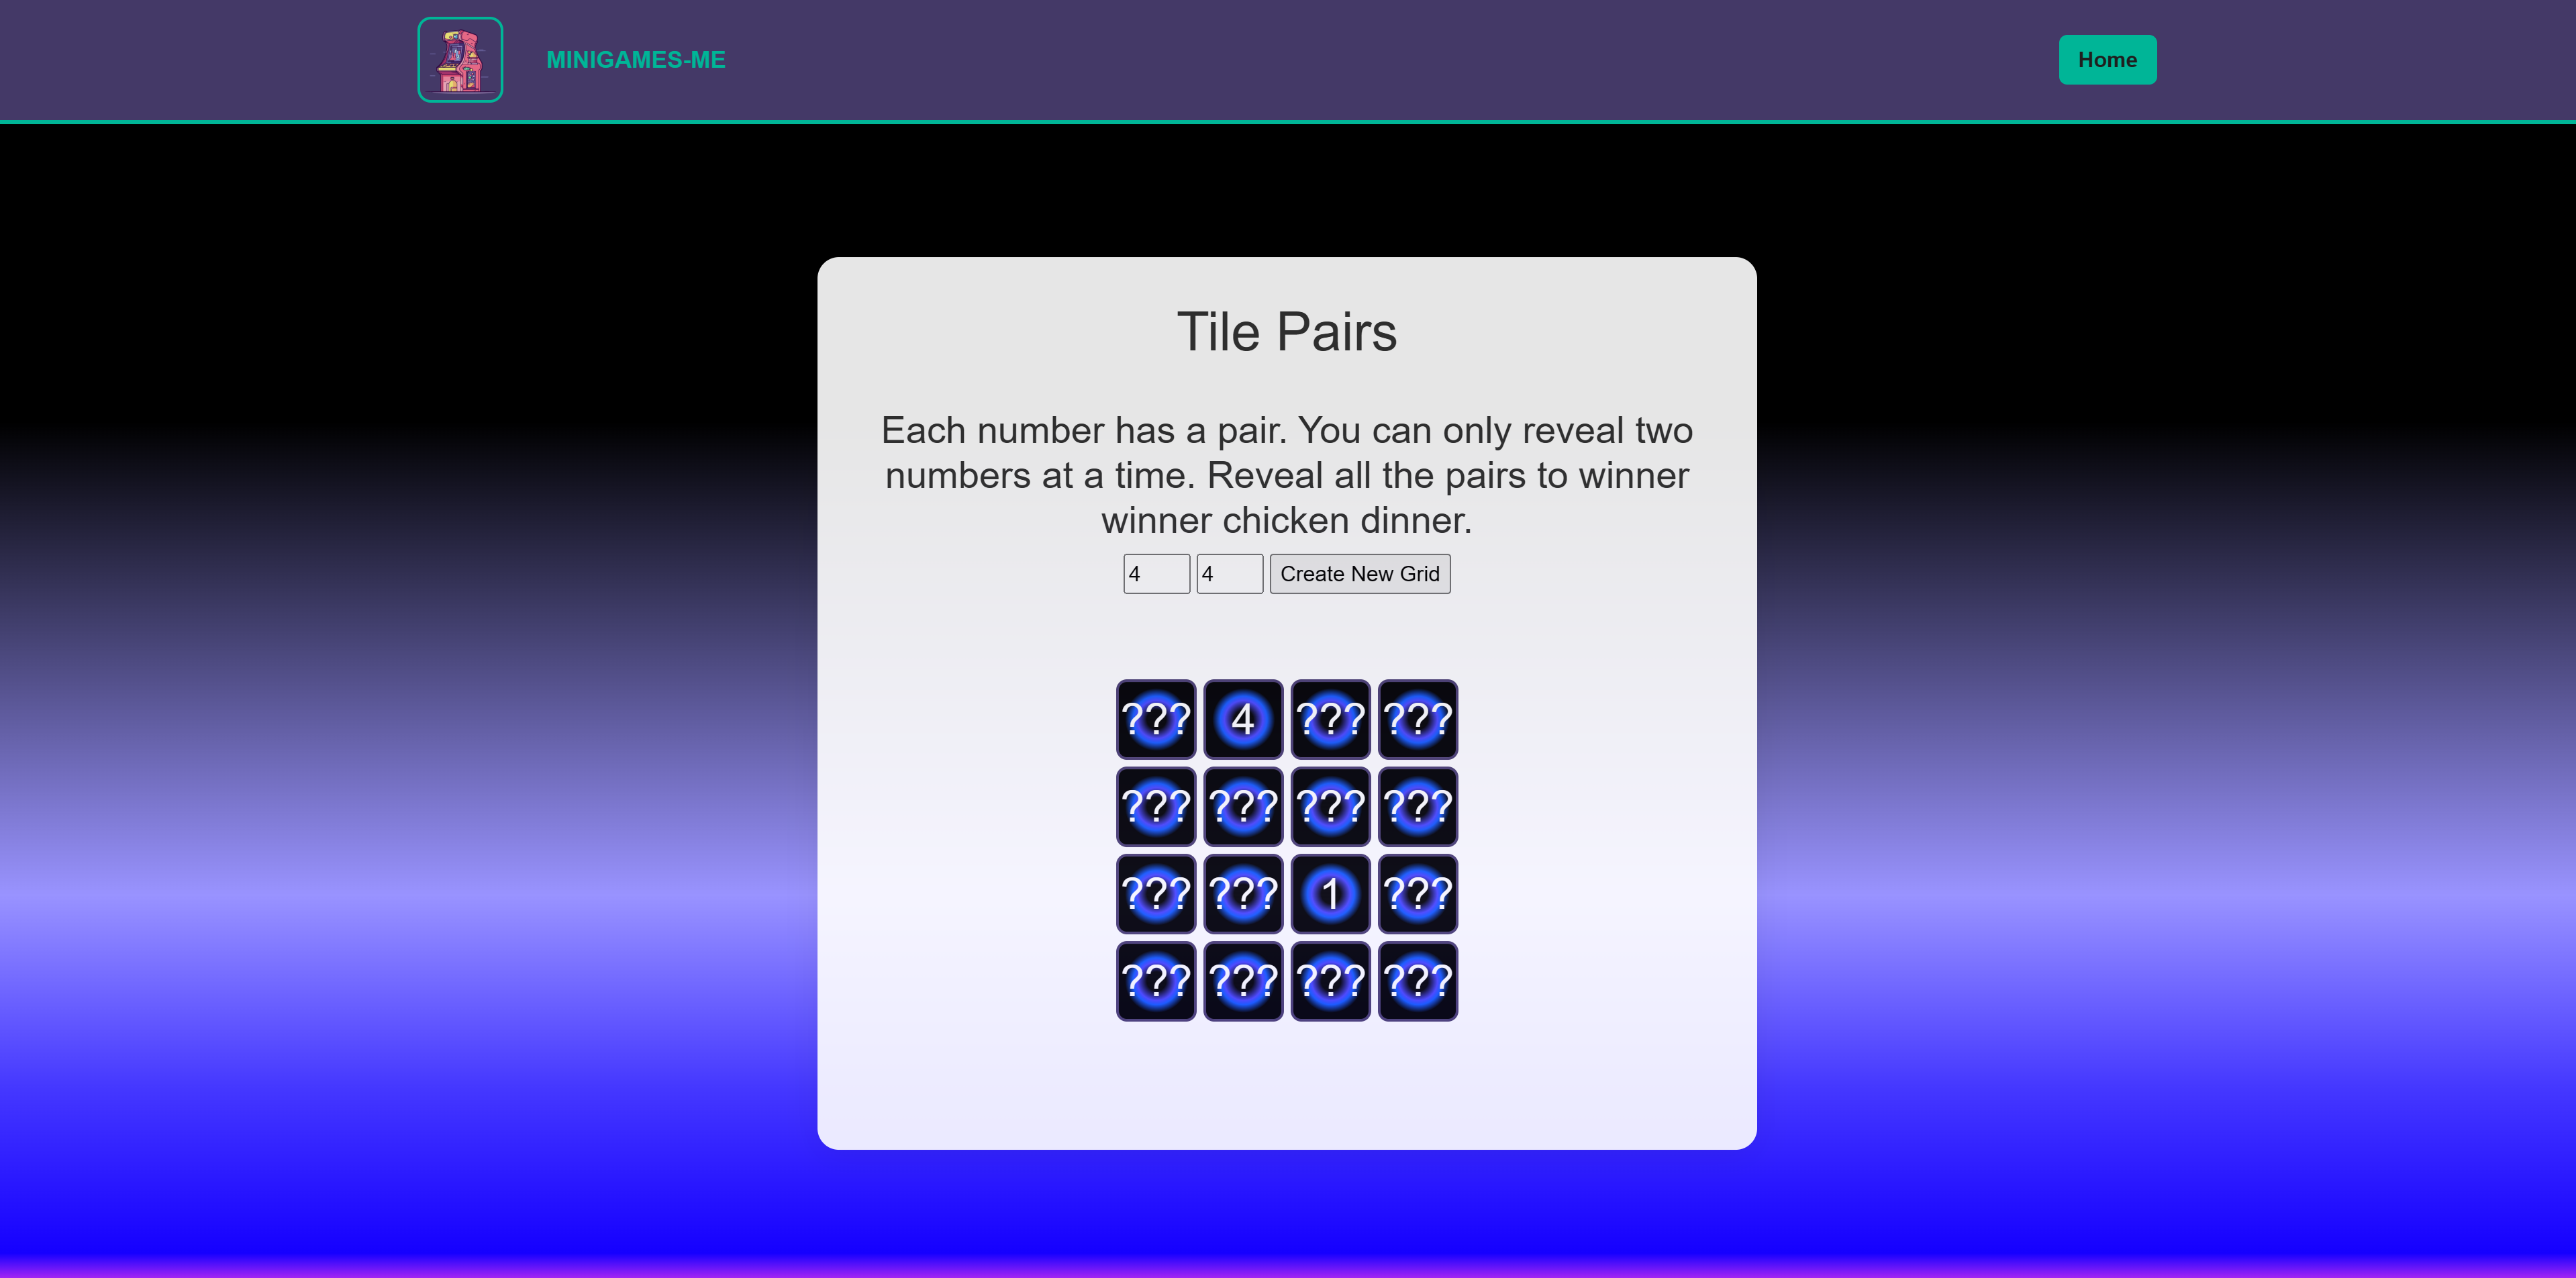 MINIGAMES-ME
Home
Tile Pairs
Each number has a pair. You can only reveal two
numbers at a time. Reveal all the pairs to winner
winner chicken dinner.
4 4 Create New Grid
??? 4 ??? ???
??? ??? ??? ???
??? ??? 1 ???
??? ??? ??? ???